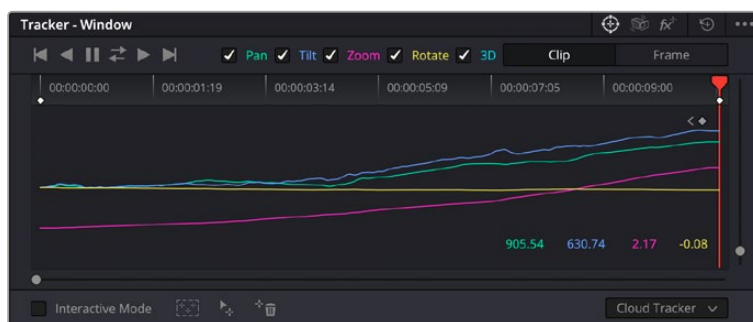 Tracker - Window
Pan Tilt Zoom Rotate 3D Clip Frame
00:00:00:00 00:00:01:19 00:00:03:14 00:00:05:09 00:00:07:05 00:00:09:00
905.54 630.74 2.17 -0.08
Interactive Mode Cloud Tracker